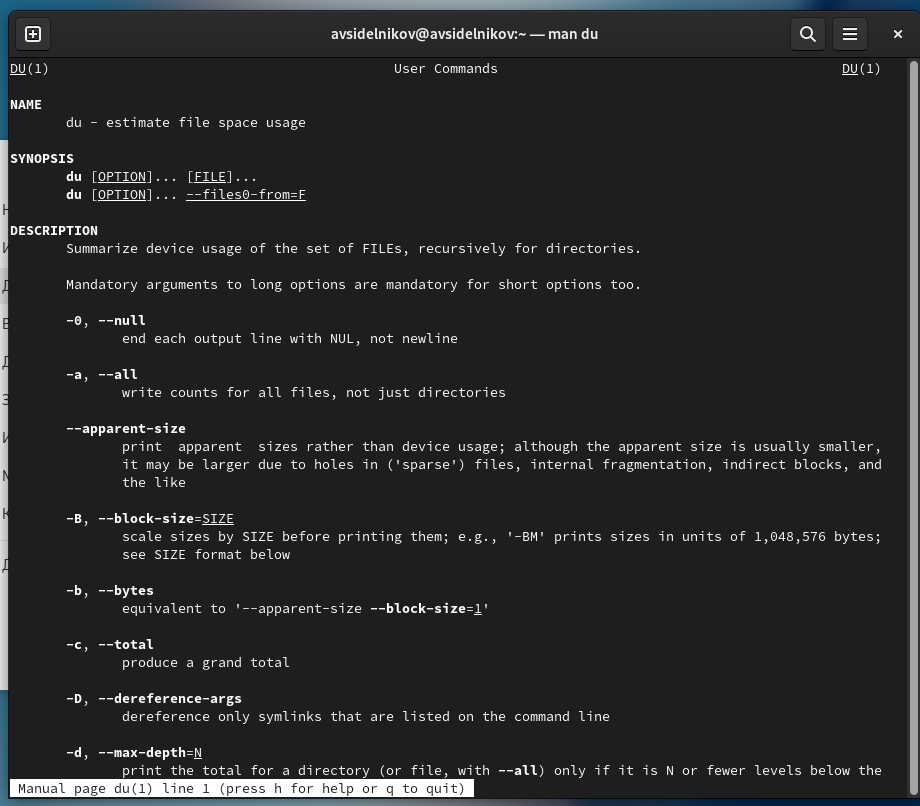 avsidelnikov@avsidelnikov:~ — man du
DU(1) User Commands DU(1)
NAME
du - estimate file space usage
SYNOPSIS
du [OPTION]... [FILE]...
du [OPTION]... --files0-from=F
DESCRIPTION
Summarize device usage of the set of FILEs, recursively for directories.
Mandatory arguments to long options are mandatory for short options too.
-0, --null
end each output line with NUL, not newline
-a, --all
write counts for all files, not just directories
--apparent-size
print  apparent  sizes rather than device usage; although the apparent size is usually smaller,
it may be larger due to holes in ('sparse') files, internal fragmentation, indirect blocks, and
the like
-B, --block-size=SIZE
scale sizes by SIZE before printing them; e.g., '-BM' prints sizes in units of 1,048,576 bytes;
see SIZE format below
-b, --bytes
equivalent to '--apparent-size --block-size=1'
-c, --total
produce a grand total
-D, --dereference-args
dereference only symlinks that are listed on the command line
-d, --max-depth=N
print the total for a directory (or file, with --all) only if it is N or fewer levels below the
Manual page du(1) line 1 (press h for help or q to quit)